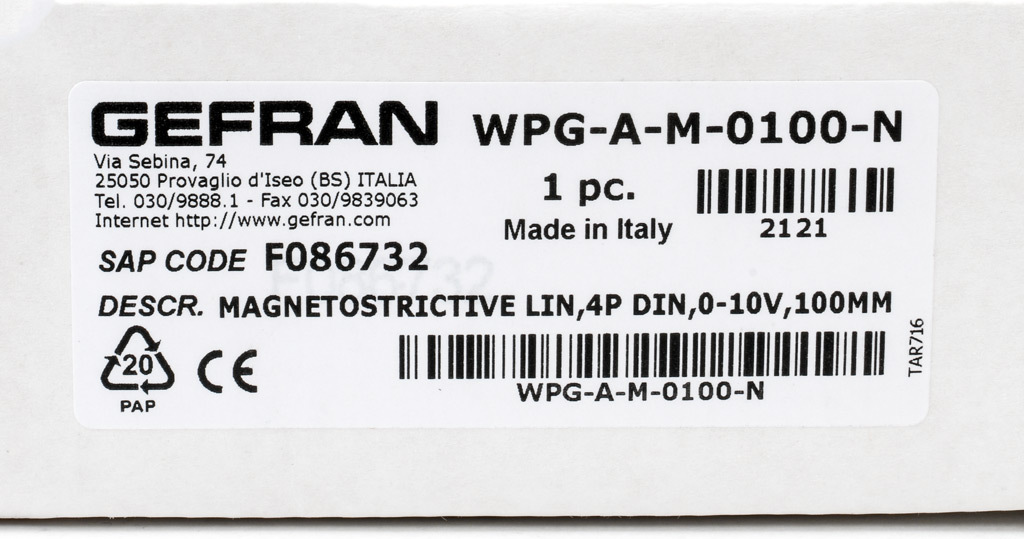 GEFRAN
Via Sebina, 74
25050 Provaglio d'Iseo (BS) ITALIA
Tel. 030/9888.1 - Fax 030/9839063
Internet http://www.gefran.com
WPG-A-M-0100-N
1 pc.
Made in Italy
2121
SAP CODE F086732
DESCR. MAGNETOSTRICTIVE LIN,4P DIN,0-10V,100MM
20
PAP
CE
WPG-A-M-0100-N
TAR716